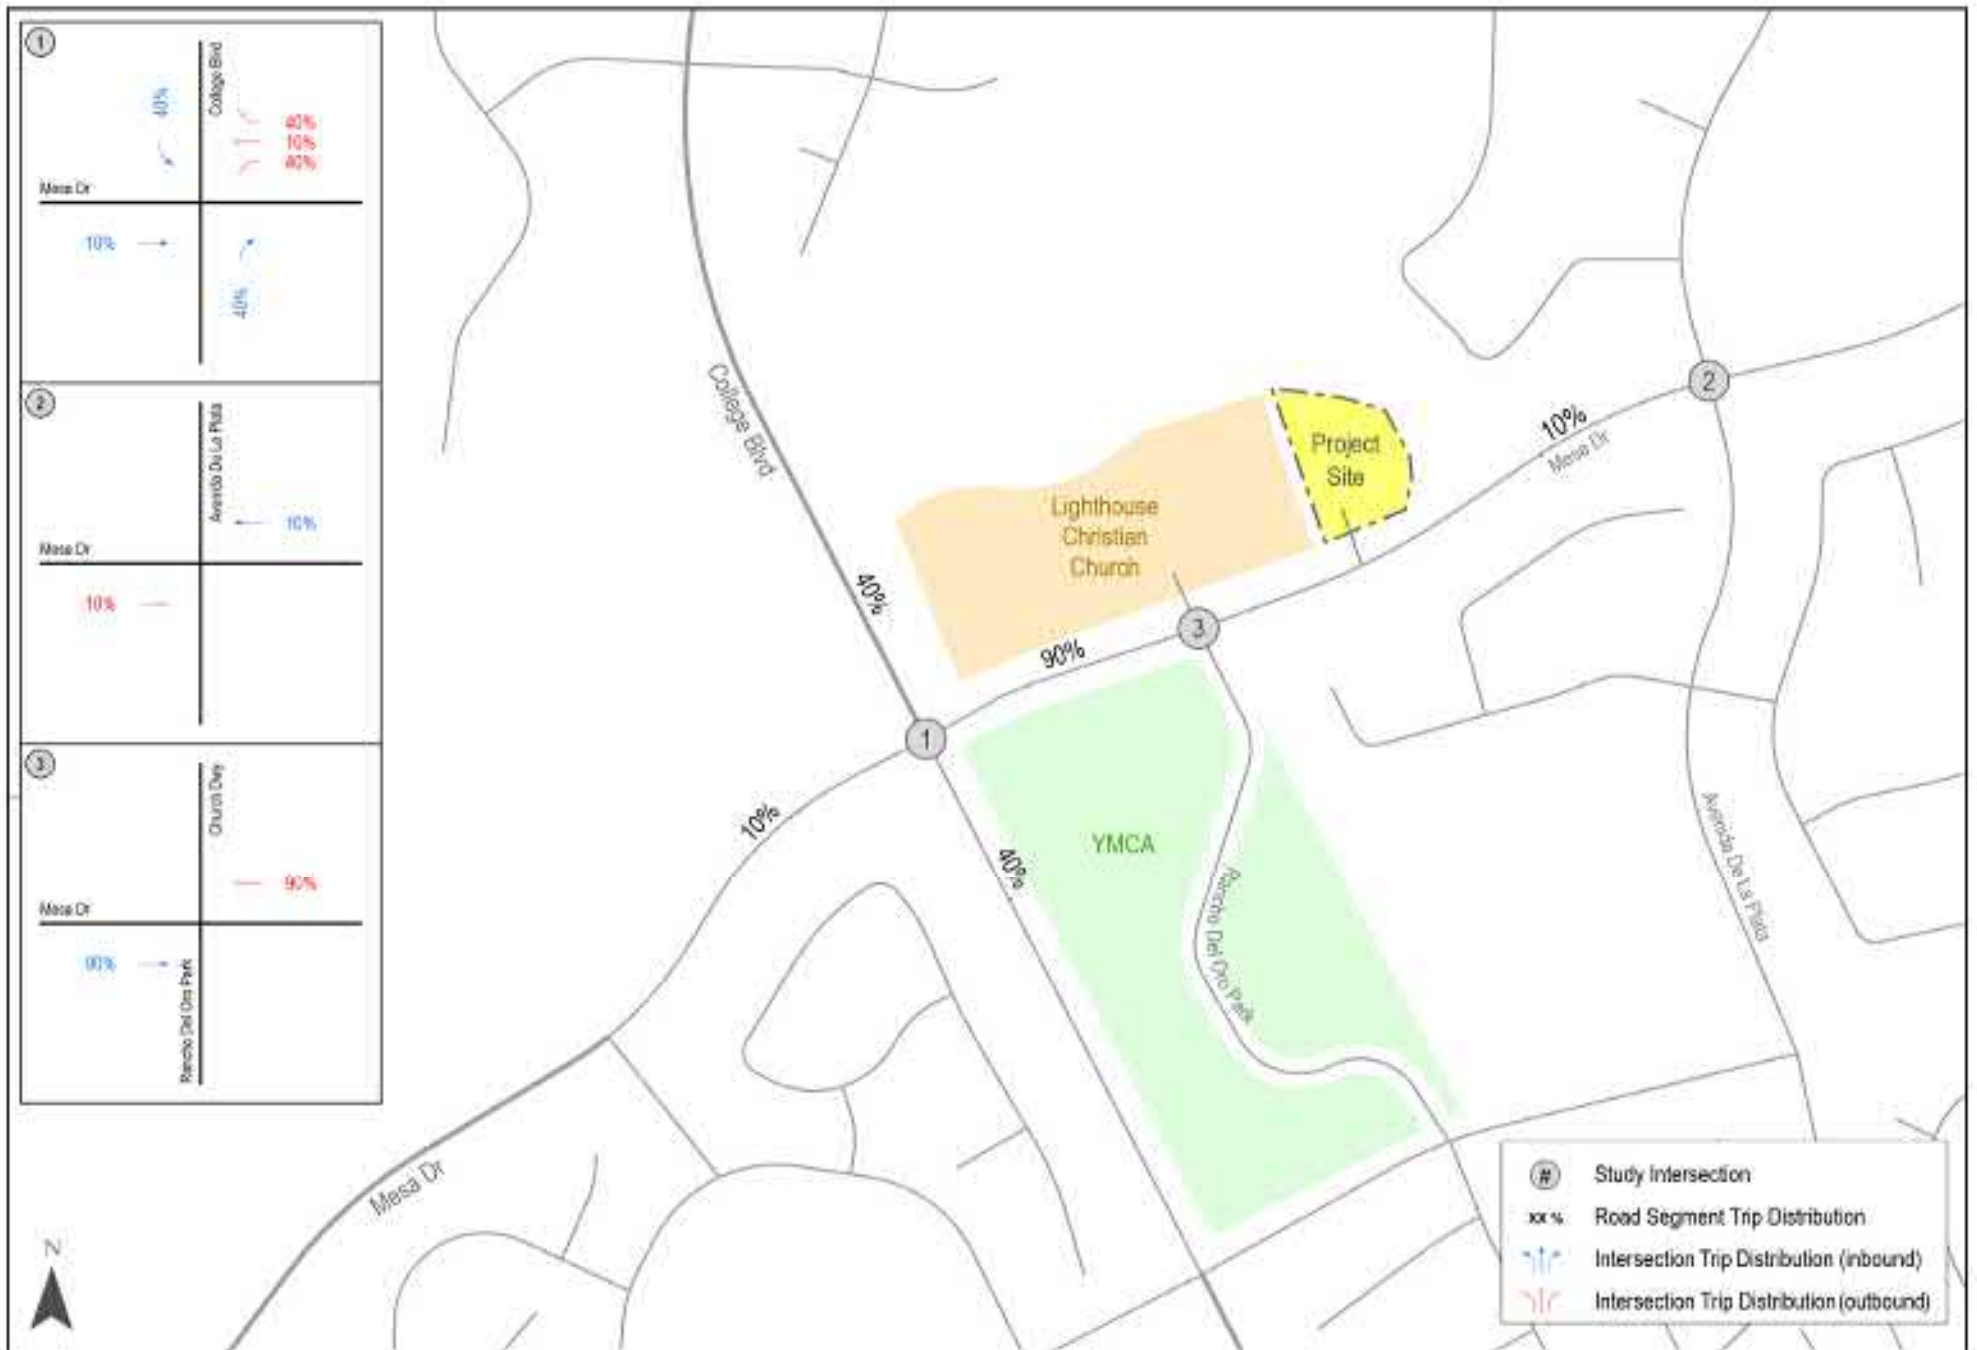 1
College Blvd
40%
40%
10%
40%
Mesa Dr
10%
40%
2
Avenida De La Plata
10%
Mesa Dr
10%
3
Church Dwy
90%
Mesa Dr
90%
Rancho Del Oro Park
College Blvd
Project
Site
10%
Mesa Dr
2
Lighthouse
Christian
Church
40%
90%
3
1
10%
40%
YMCA
Rancho Del Oro Park
Avenida De La Plata
Mesa Dr
N
# Study Intersection
XX % Road Segment Trip Distribution
Intersection Trip Distribution (inbound)
Intersection Trip Distribution (outbound)